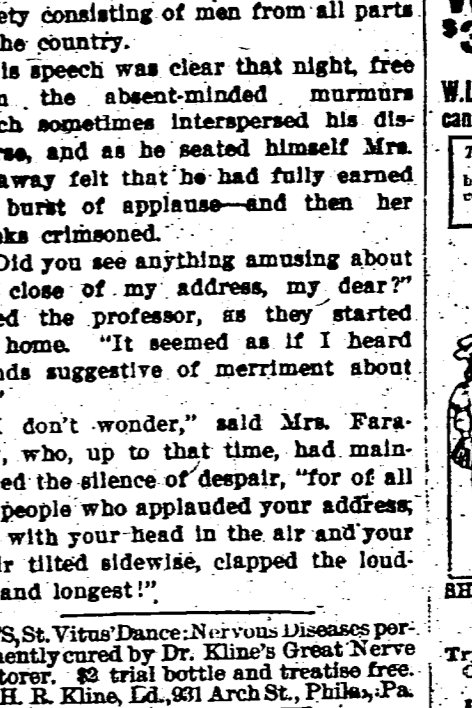 ety consisting of men from all parts
he country.
is speech was clear that night, free
the absent-minded murmurs
ch sometimes interspersed his dis-
rse, and as he seated himself Mrs.
away felt that he had fully earned
burst of applause—and then her
ks crimsoned.
Did you see anything amusing about
close of my address, my dear?"
ed the professor, as they started
home. "It seemed as if I heard
nds suggestive of merriment about
I don't wonder," said Mrs. Fara-
, who, up to that time, had main-
ed the silence of despair, "for of all
people who applauded your address,
with your head in the air and your
ir tilted sidewise, clapped the loud-
and longest!"
'S, St. Vitus' Dance: Nervous Diseases per-
nently cured by Dr. Kline's Great Nerve
torer. $2 trial bottle and treatise free.
H. R. Kline, Ld., 931 Arch St., Phila., Pa.
W.L
can
SH
Tr